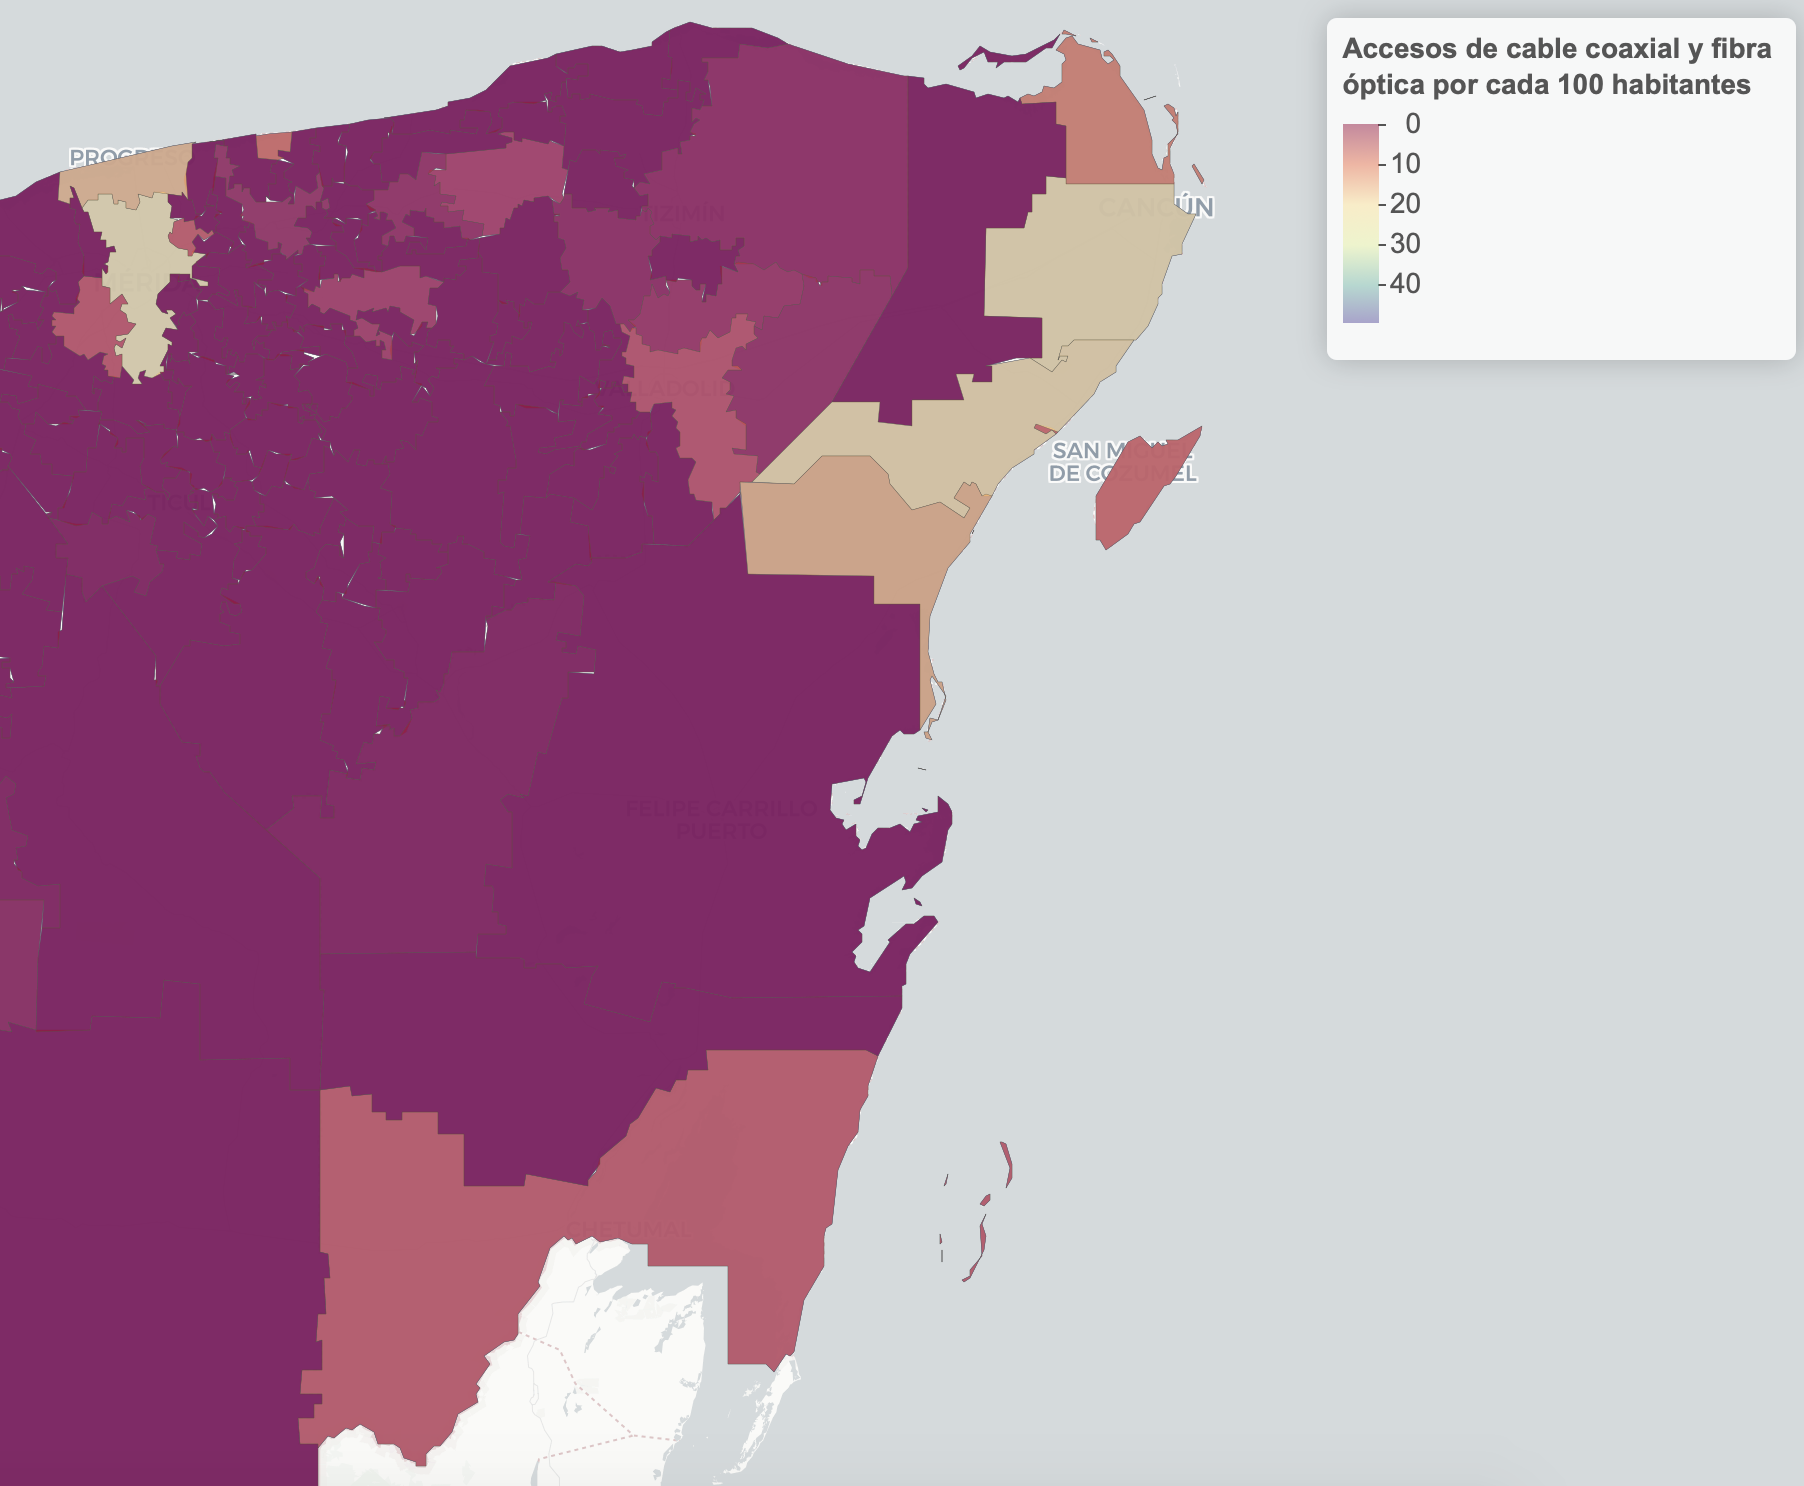 Accesos de cable coaxial y fibra
óptica por cada 100 habitantes
0
10
20
30
40
PROGRESO
CANCÚN
TIZIMÍN
MÉRIDA
VALLADOLID
SAN MIGUEL
DE COZUMEL
TICUL
FELIPE CARRILLO
PUERTO
CHETUMAL